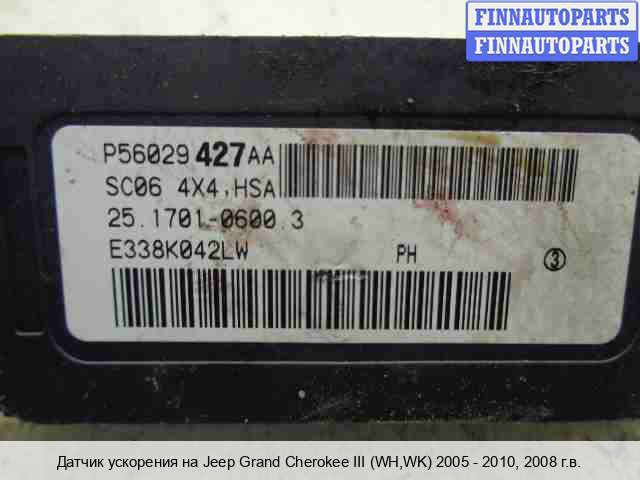 FINNAUTOPARTS
FINNAUTOPARTS
P56029427AA
SC06 4X4,HSA
25.1701-0600.3
E338K042LW PH 3
Датчик ускорения на Jeep Grand Cherokee III (WH,WK) 2005 - 2010, 2008 г.в.